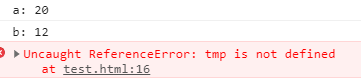 a: 20
b: 12
Uncaught ReferenceError: tmp is not defined
at test.html:16